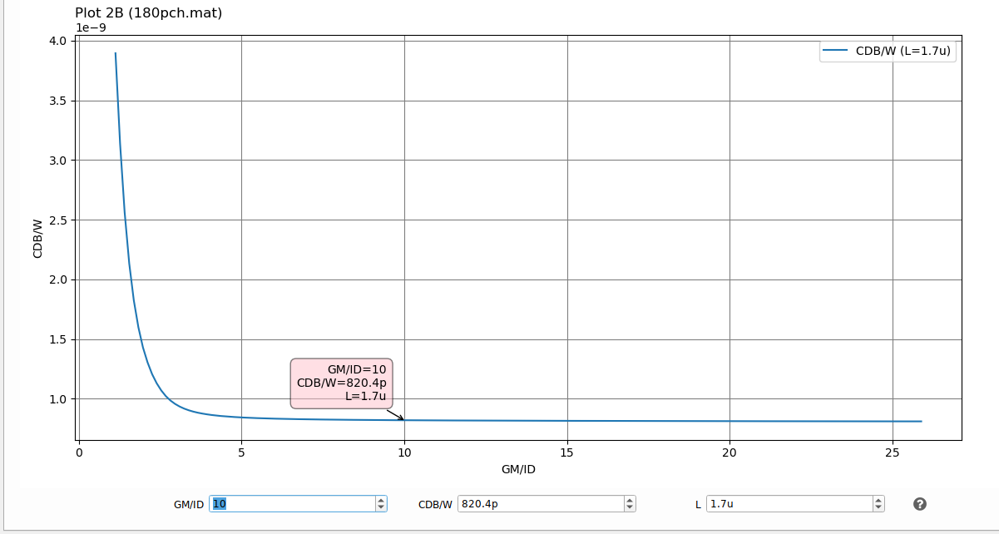 Plot 2B (180pch.mat)
1e−9
4.0
3.5
3.0
2.5
2.0
1.5
1.0
CDB/W
CDB/W (L=1.7u)
GM/ID=10
CDB/W=820.4p
L=1.7u
0 5 10 15 20 25
GM/ID
GM/ID 10 CDB/W 820.4p L 1.7u ?